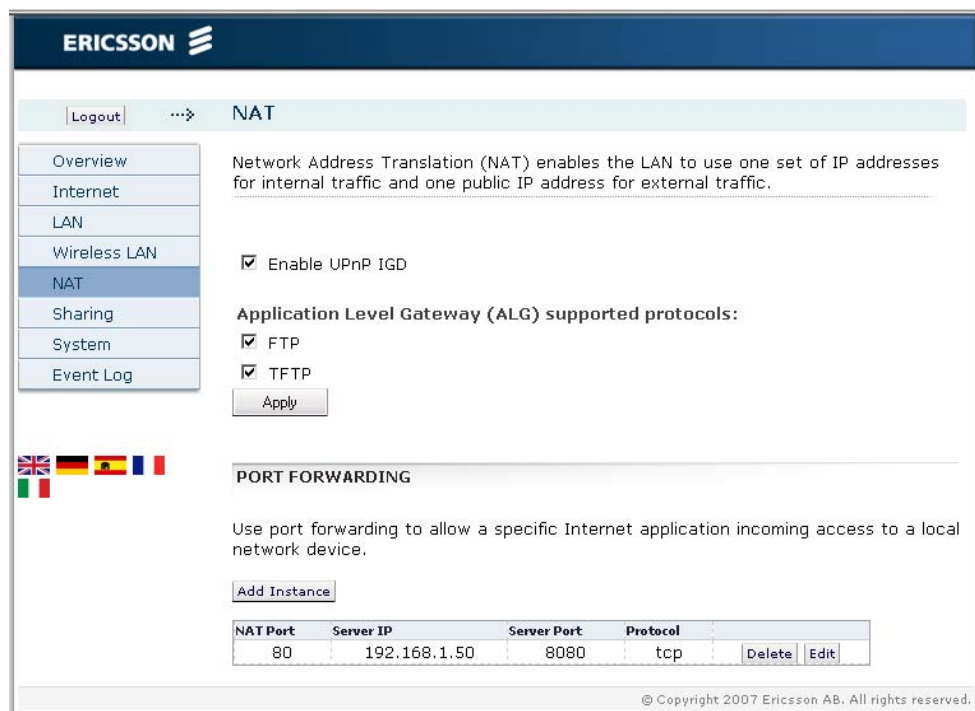 ERICSSON
Logout
NAT
Overview
Internet
LAN
Wireless LAN
NAT
Sharing
System
Event Log
Network Address Translation (NAT) enables the LAN to use one set of IP addresses
for internal traffic and one public IP address for external traffic.
Enable UPnP IGD
Application Level Gateway (ALG) supported protocols:
FTP
TFTP
Apply
PORT FORWARDING
Use port forwarding to allow a specific Internet application incoming access to a local
network device.
Add Instance
NAT Port Server IP Server Port Protocol
80 192.168.1.50 8080 tcp Delete Edit
© Copyright 2007 Ericsson AB. All rights reserved.